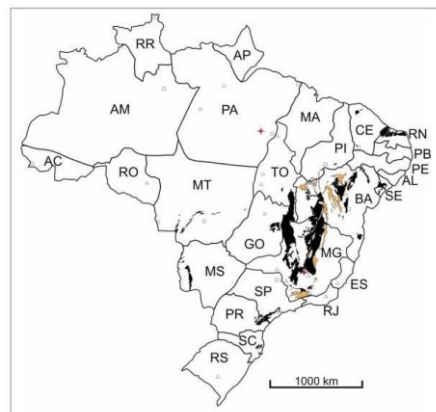 RR
AP
AM
PA
MA
CE
RN
PI
PB
PE
AL
SE
AC
RO
TO
MT
BA
GO
MG
MS
ES
SP
RJ
PR
SC
RS
1000 km